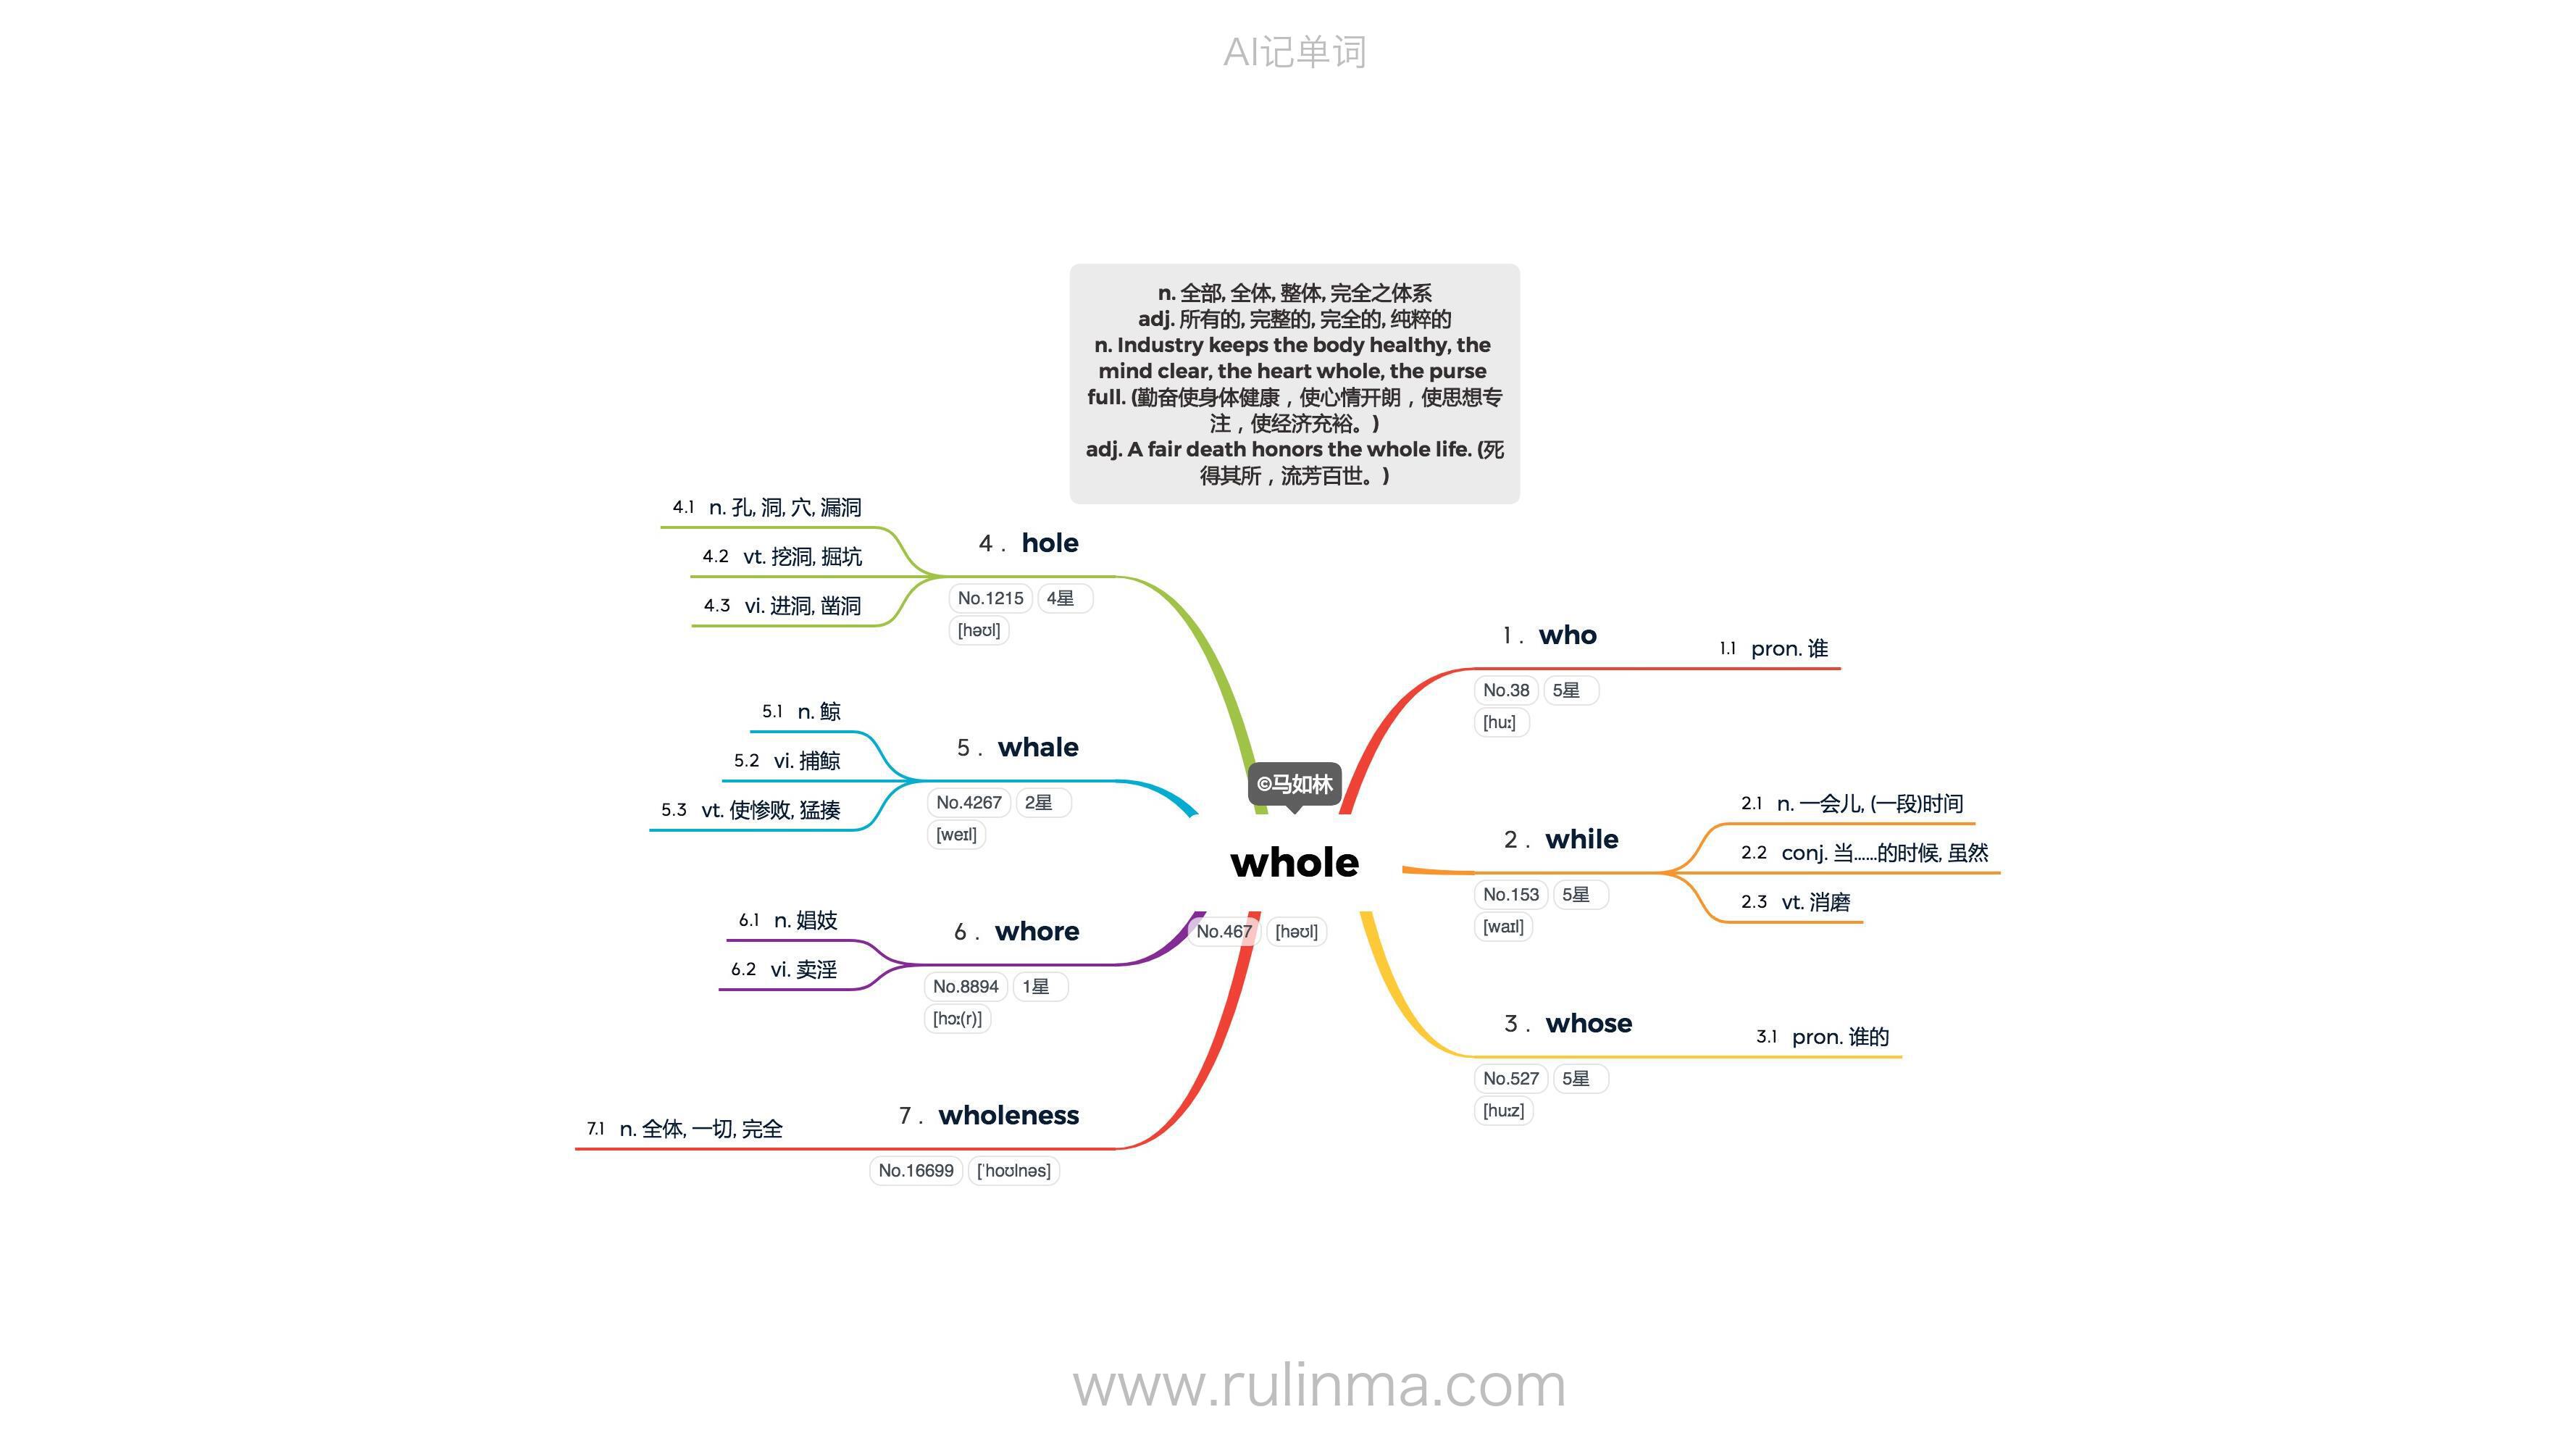 AI记单词
n. 全部, 全体, 整体, 完全之体系
adj. 所有的, 完整的, 完全的, 纯粹的
n. Industry keeps the body healthy, the
mind clear, the heart whole, the purse
full. (勤奋使身体健康，使心情开朗，使思想专
注，使经济充裕。)
adj. A fair death honors the whole life. (死
得其所，流芳百世。)
©马如林
whole
No.467 [həʊl]
1 . who
No.38 5星
[huː]
1.1 pron. 谁
2 . while
No.153 5星
[waɪl]
2.1 n. 一会儿, (一段)时间
2.2 conj. 当......的时候, 虽然
2.3 vt. 消磨
3 . whose
No.527 5星
[huːz]
3.1 pron. 谁的
4 . hole
No.1215 4星
[həʊl]
4.1 n. 孔, 洞, 穴, 漏洞
4.2 vt. 挖洞, 掘坑
4.3 vi. 进洞, 凿洞
5 . whale
No.4267 2星
[weɪl]
5.1 n. 鲸
5.2 vi. 捕鲸
5.3 vt. 使惨败, 猛揍
6 . whore
No.8894 1星
[hɔː(r)]
6.1 n. 娼妓
6.2 vi. 卖淫
7 . wholeness
No.16699 [ˈhoʊlnəs]
7.1 n. 全体, 一切, 完全
www.rulinma.com